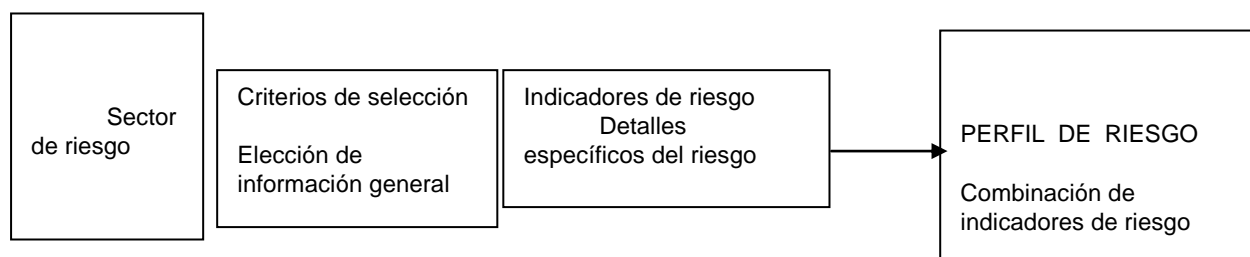 Sector
de riesgo
Criterios de selección
Elección de
información general
Indicadores de riesgo
Detalles
específicos del riesgo
PERFIL DE RIESGO
Combinación de
indicadores de riesgo